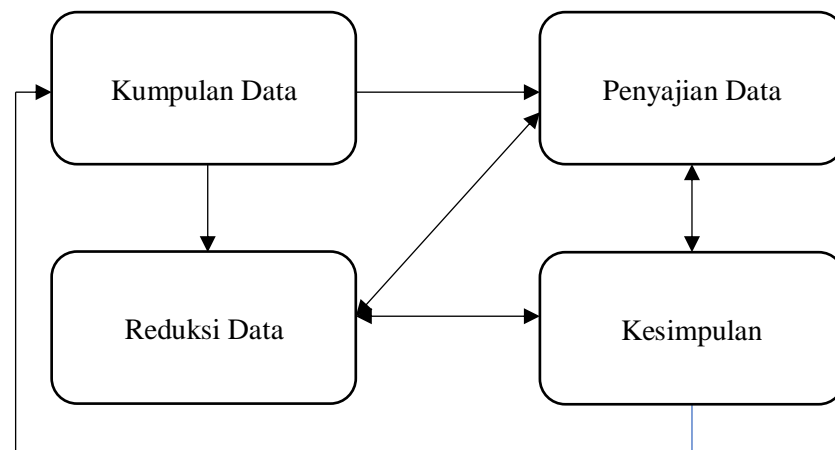 Kumpulan Data
Penyajian Data
Reduksi Data
Kesimpulan